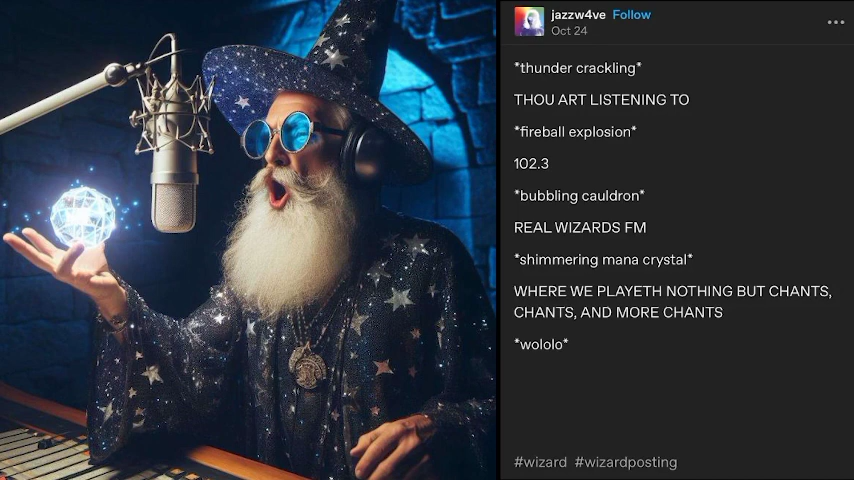 jazzw4ve Follow
Oct 24
*thunder crackling*
THOU ART LISTENING TO
*fireball explosion*
102.3
*bubbling cauldron*
REAL WIZARDS FM
*shimmering mana crystal*
WHERE WE PLAYETH NOTHING BUT CHANTS,
CHANTS, AND MORE CHANTS
*wololo*
#wizard #wizardposting